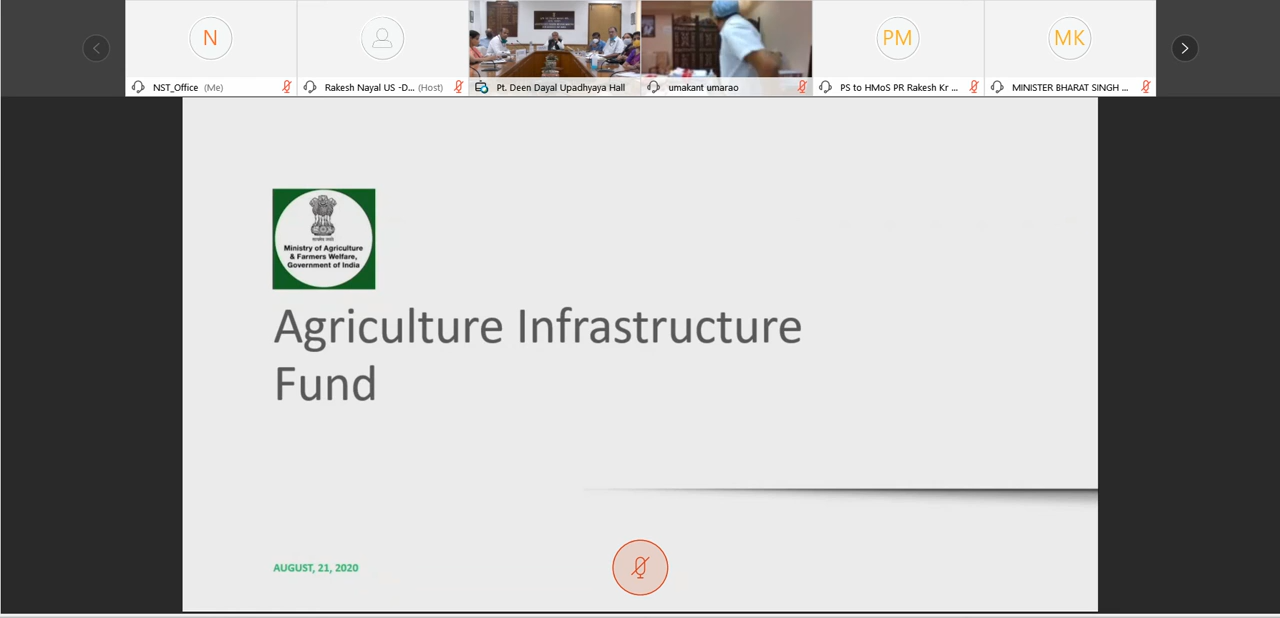 N
PM
MK
NST_Office (Me)
Rakesh Nayal US -D... (Host)
Pt. Deen Dayal Upadhyaya Hall
umakant umarao
PS to HMoS PR Rakesh Kr ...
MINISTER BHARAT SINGH ...
Ministry of Agriculture
& Farmers Welfare,
Government of India
Agriculture Infrastructure
Fund
AUGUST, 21, 2020